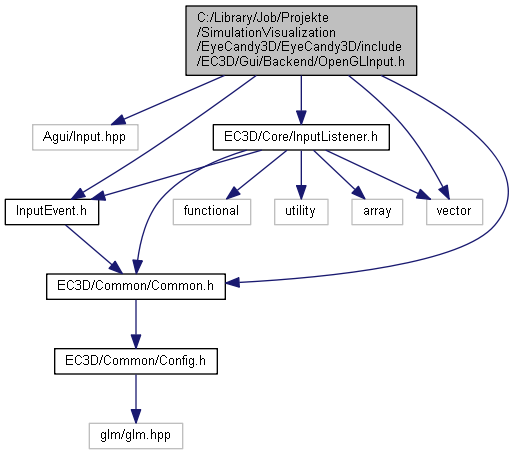 C:/Library/Job/Projekte
/SimulationVisualization
/EyeCandy3D/EyeCandy3D/include
/EC3D/Gui/Backend/OpenGLInput.h
Agui/Input.hpp
EC3D/Core/InputListener.h
InputEvent.h
functional
utility
array
vector
EC3D/Common/Common.h
EC3D/Common/Config.h
glm/glm.hpp